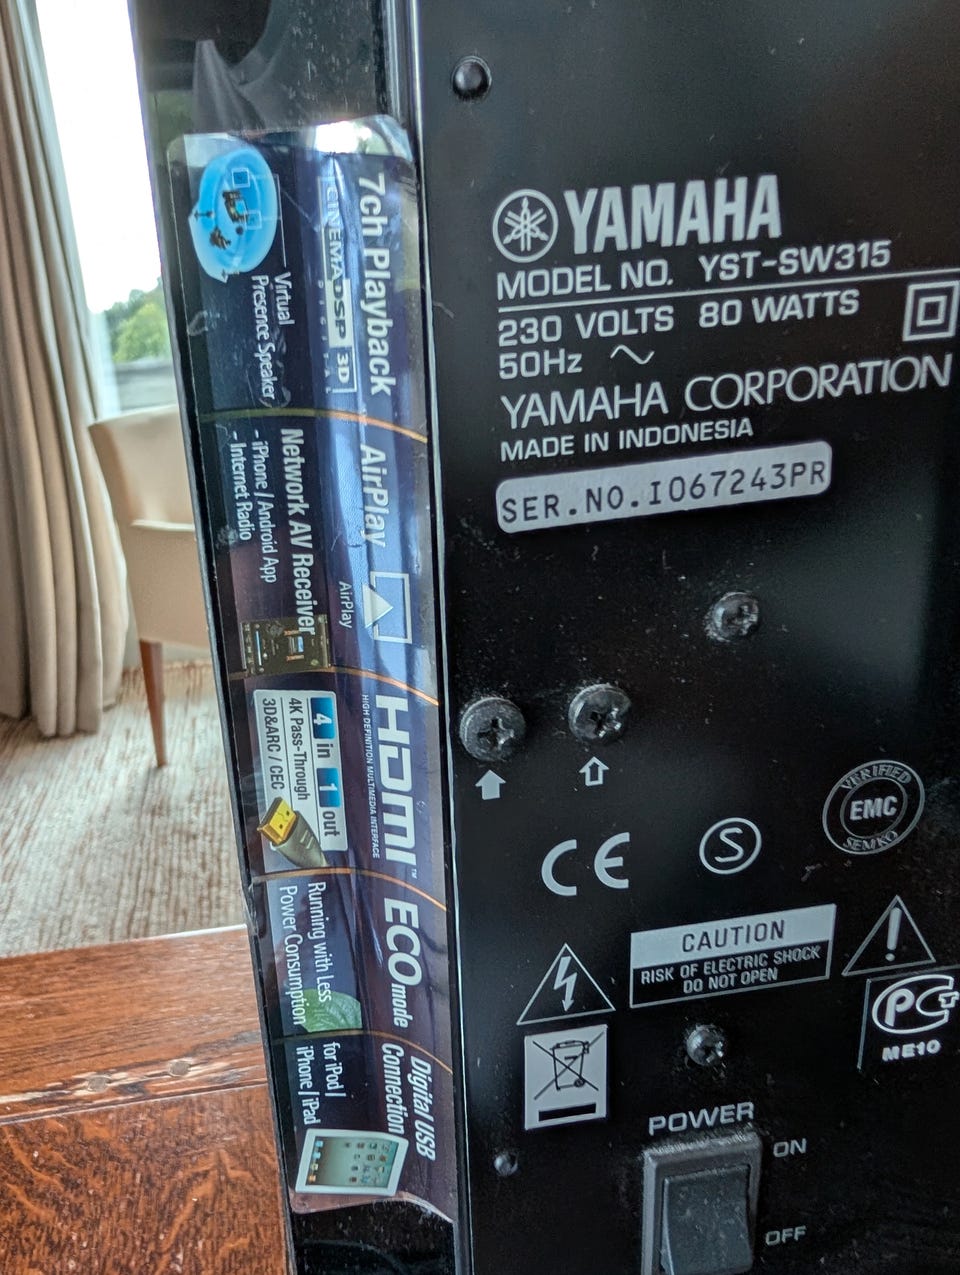 7ch Playback
CINEMA DSP 3D
DIGITAL
Virtual
Presence Speaker
AirPlay
AirPlay
Network AV Receiver
- iPhone / Android App
- Internet Radio
HDMI™
HIGH DEFINITION MULTIMEDIA INTERFACE
4 in 1 out
4K Pass-Through
3D&ARC / CEC
ECO mode
Running with Less
Power Consumption
Digital USB
Connection
for iPod /
iPhone / iPad
YAMAHA
MODEL NO. YST-SW315
230 VOLTS 80 WATTS
50Hz ~
YAMAHA CORPORATION
MADE IN INDONESIA
SER.NO.I067243PR
VERIFIED
EMC
SEMKO
CE
S
CAUTION
RISK OF ELECTRIC SHOCK
DO NOT OPEN
!
PCT
ME10
POWER
ON
OFF